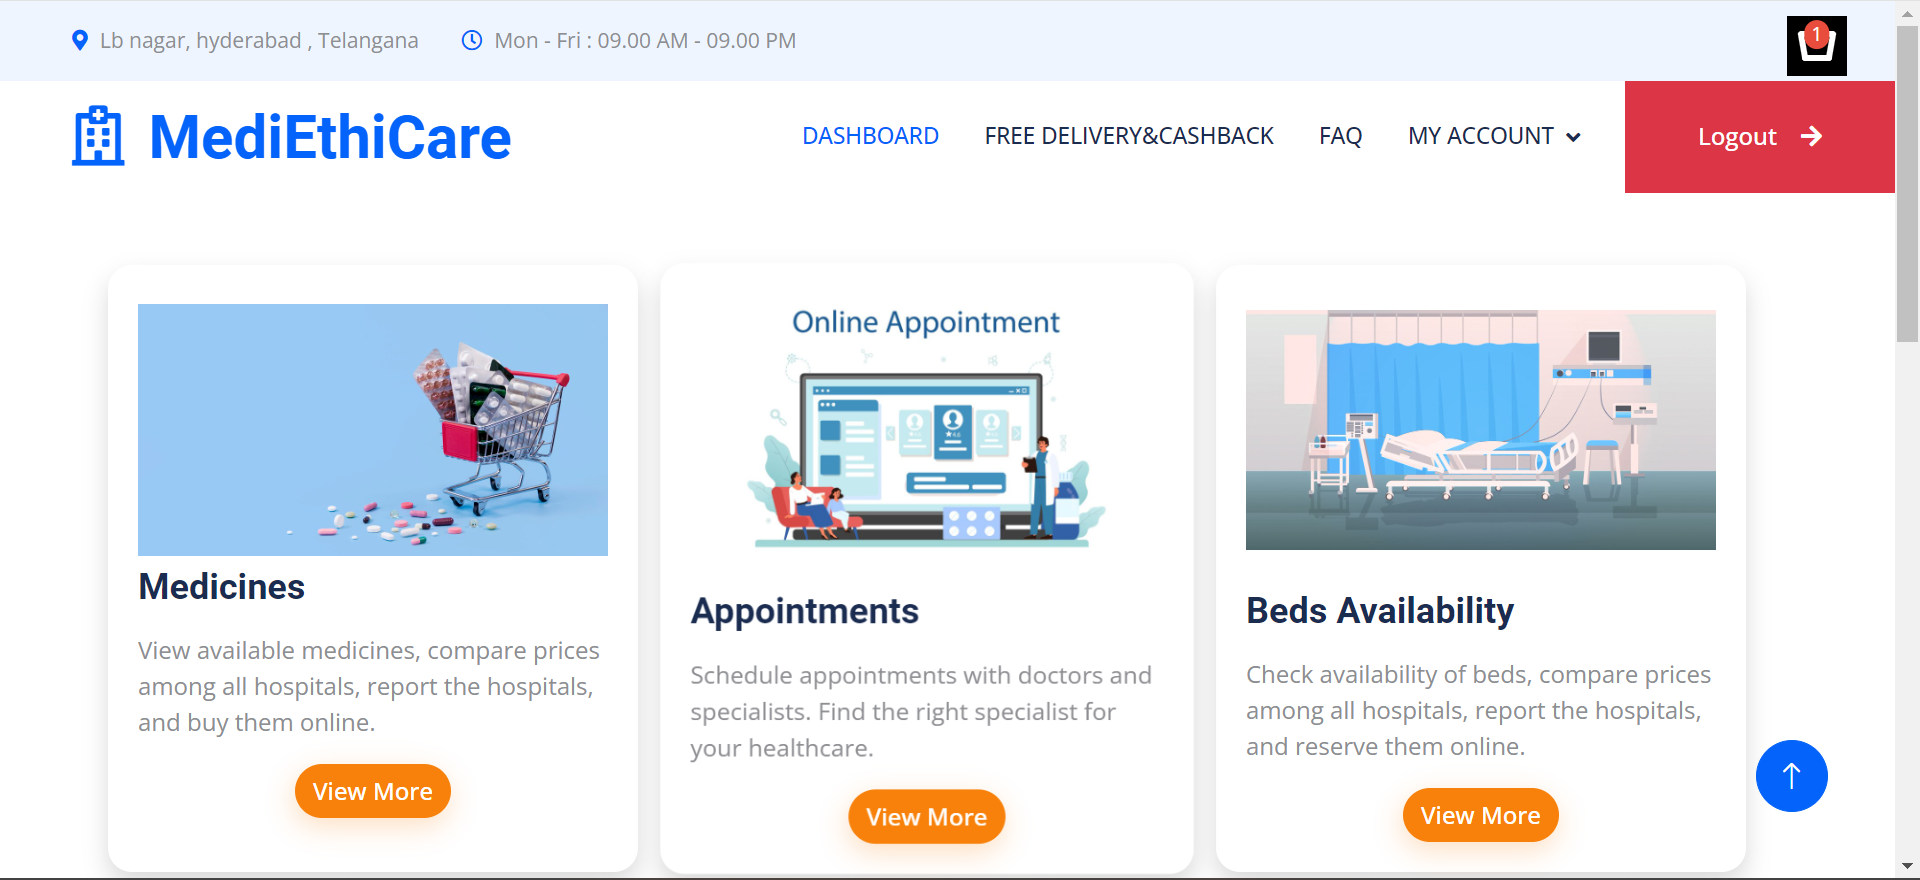 Lb nagar, hyderabad , Telangana
Mon - Fri : 09.00 AM - 09.00 PM
1
MediEthiCare
DASHBOARD
FREE DELIVERY&CASHBACK
FAQ
MY ACCOUNT
Logout
Medicines
View available medicines, compare prices
among all hospitals, report the hospitals,
and buy them online.
View More
Online Appointment
Appointments
Schedule appointments with doctors and
specialists. Find the right specialist for
your healthcare.
View More
Beds Availability
Check availability of beds, compare prices
among all hospitals, report the hospitals,
and reserve them online.
View More